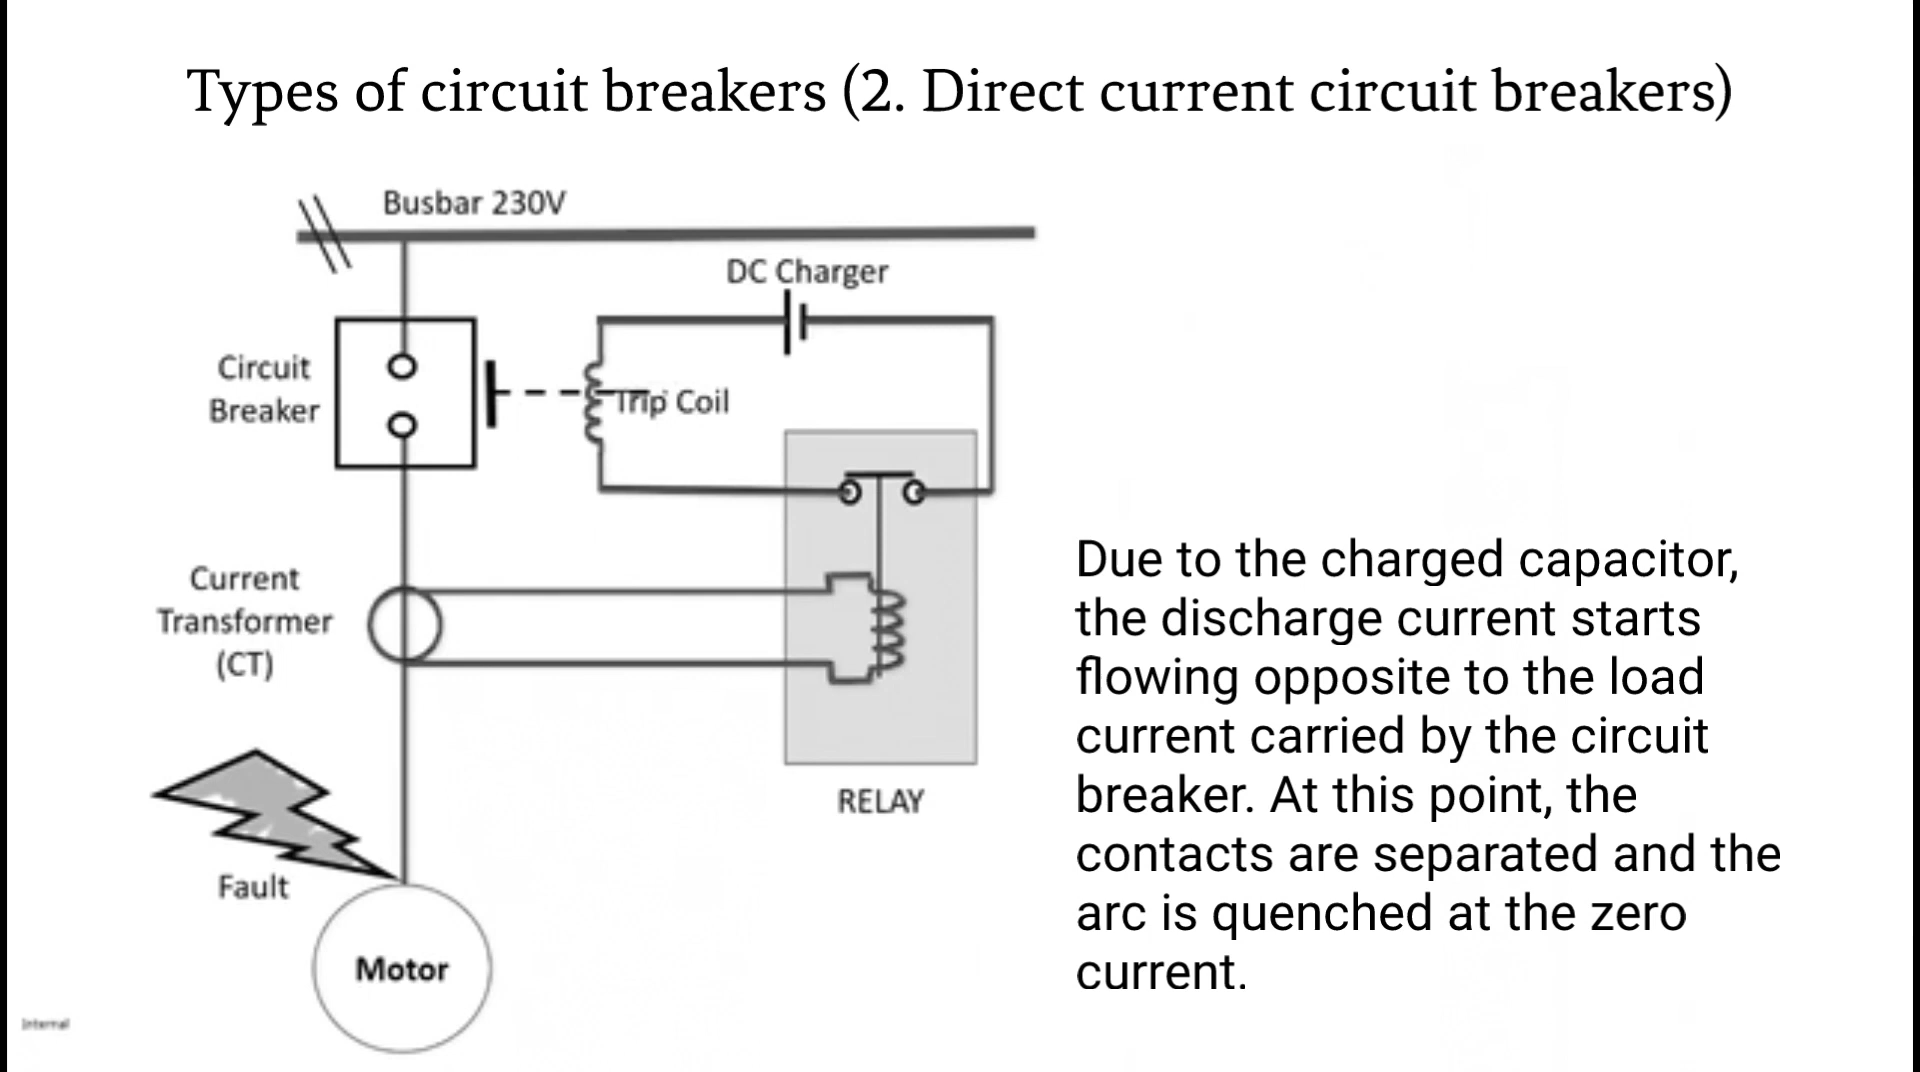 Types of circuit breakers (2. Direct current circuit breakers)
Busbar 230V
DC Charger
Circuit
Breaker
Trip Coil
Current
Transformer
(CT)
RELAY
Fault
Motor
Due to the charged capacitor,
the discharge current starts
flowing opposite to the load
current carried by the circuit
breaker. At this point, the
contacts are separated and the
arc is quenched at the zero
current.
Internal